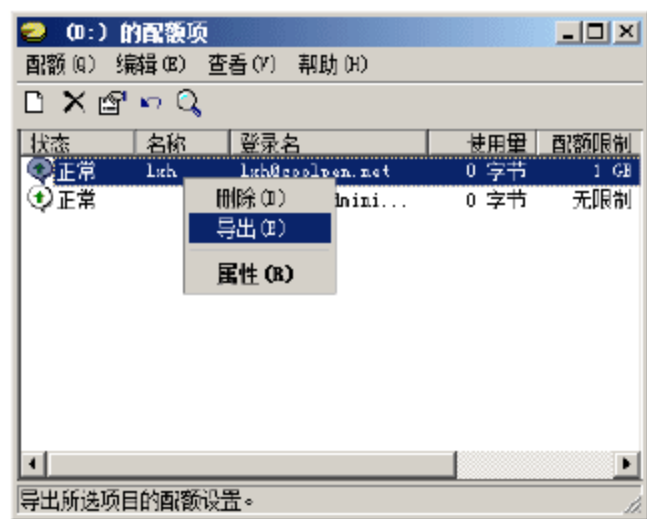 (D:) 的配额项
配额(Q) 编辑(E) 查看(V) 帮助(H)
状态 名称 登录名 使用量 配额限制
正常 lxh lxh@coolpen.net 0 字节 1 GB
正常 0 字节 无限制
删除(D)
导出(E)
属性(R)
导出所选项目的配额设置。